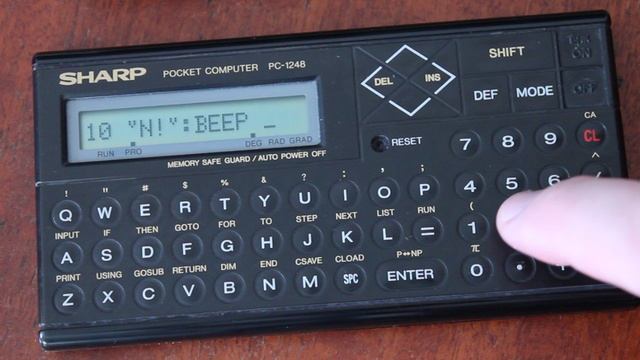 SHARP POCKET COMPUTER PC-1248
10 "N!":BEEP _
RUN PRO DEG RAD GRAD
MEMORY SAFE GUARD / AUTO POWER OFF
DEL INS
SHIFT
DEF MODE
RESET
7 8 9 CL
CA
! " # $ % & ? : , ;
Q W E R T Y U I O P 4 5 6
^
INPUT IF THEN GOTO FOR TO STEP NEXT LIST RUN (
A S D F G H J K L = 1
PRINT USING GOSUB RETURN DIM END CSAVE CLOAD P↔NP π
Z X C V B N M SPC ENTER 0 • +